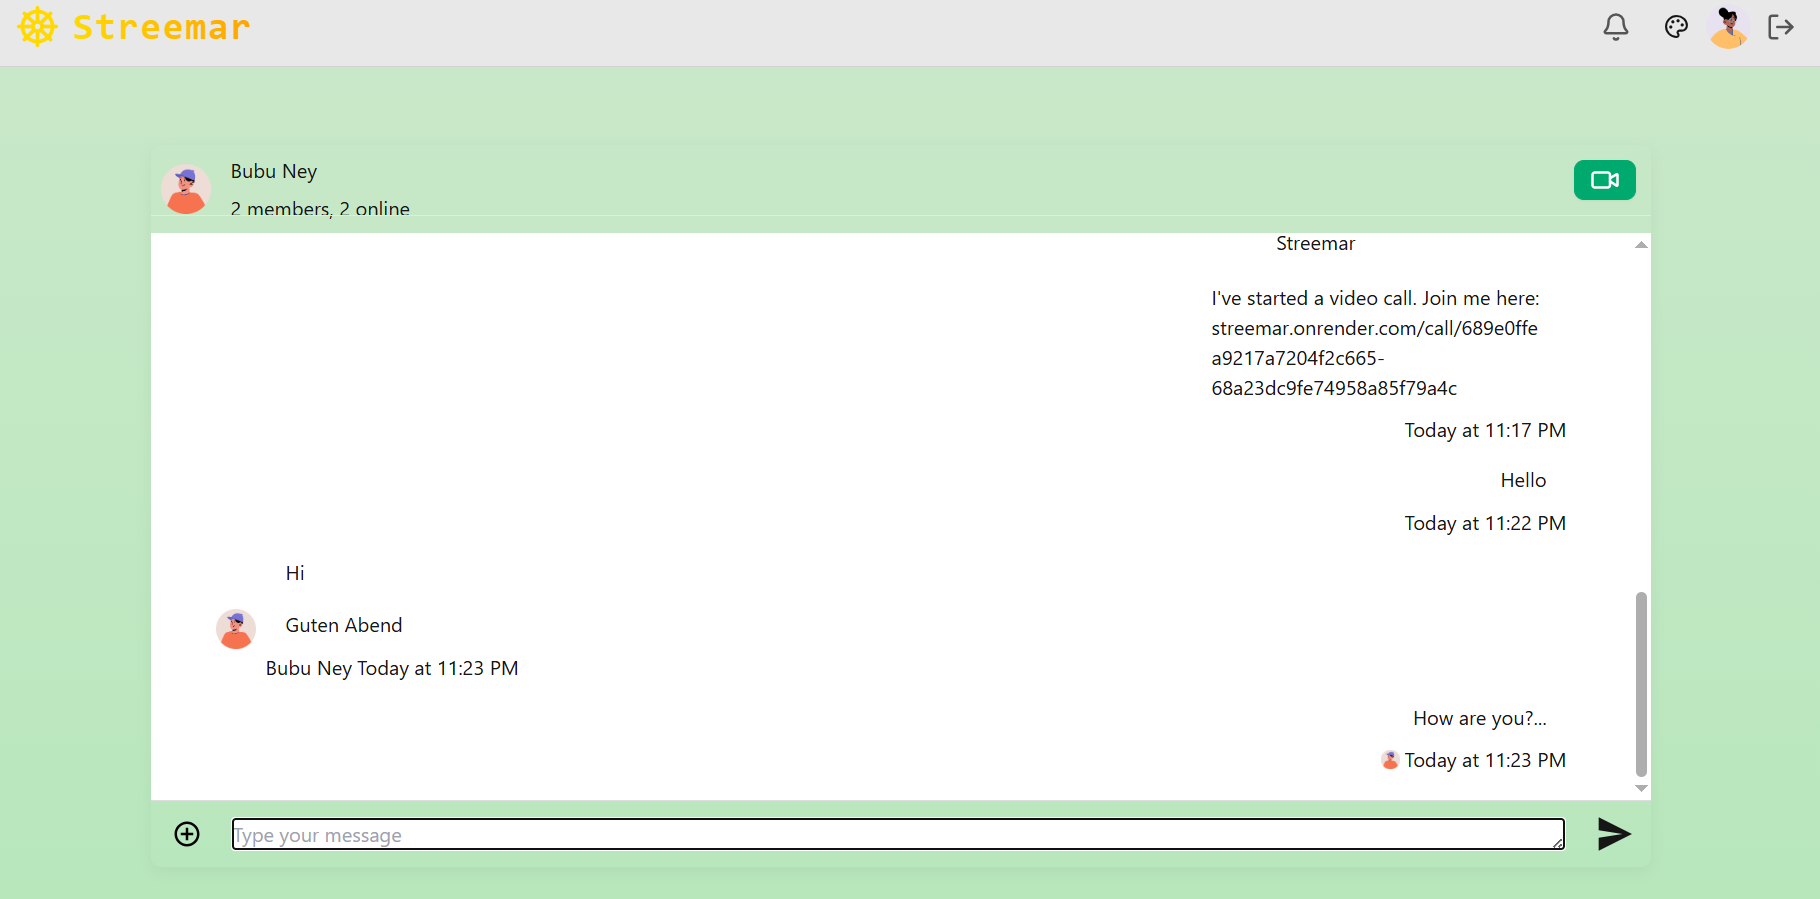 Streemar
Bubu Ney
2 members, 2 online
Streemar
I've started a video call. Join me here:
streemar.onrender.com/call/689e0ffe
a9217a7204f2c665-
68a23dc9fe74958a85f79a4c
Today at 11:17 PM
Hello
Today at 11:22 PM
Hi
Guten Abend
Bubu Ney Today at 11:23 PM
How are you?...
Today at 11:23 PM
Type your message